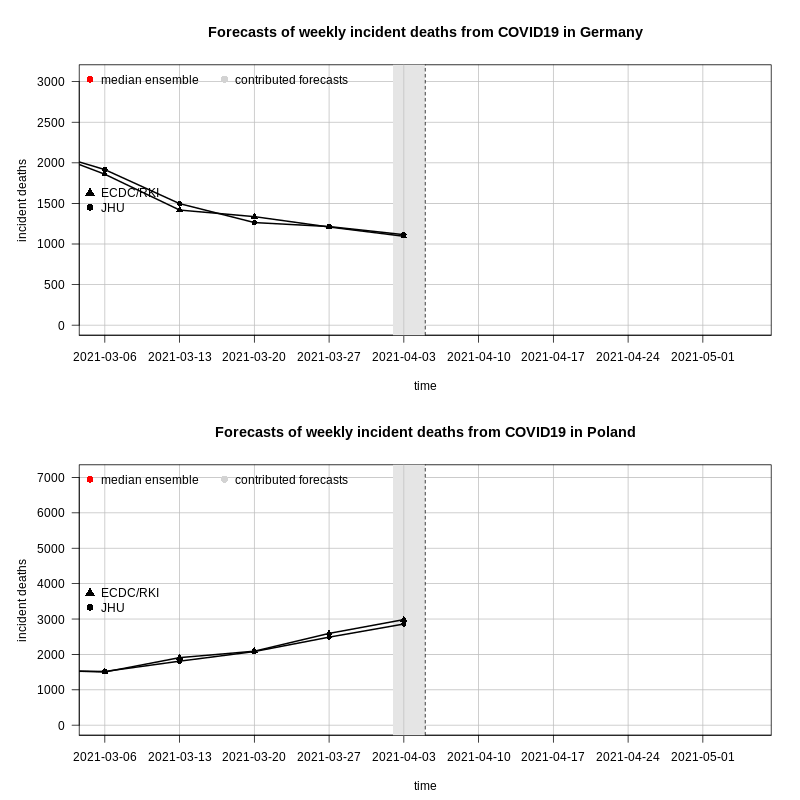 Forecasts of weekly incident deaths from COVID19 in Germany
median ensemble contributed forecasts
3000
2500
2000
1500
1000
500
0
incident deaths
ECDC/RKI
JHU
2021-03-06 2021-03-13 2021-03-20 2021-03-27 2021-04-03 2021-04-10 2021-04-17 2021-04-24 2021-05-01
time
Forecasts of weekly incident deaths from COVID19 in Poland
median ensemble contributed forecasts
7000
6000
5000
4000
3000
2000
1000
0
incident deaths
ECDC/RKI
JHU
2021-03-06 2021-03-13 2021-03-20 2021-03-27 2021-04-03 2021-04-10 2021-04-17 2021-04-24 2021-05-01
time